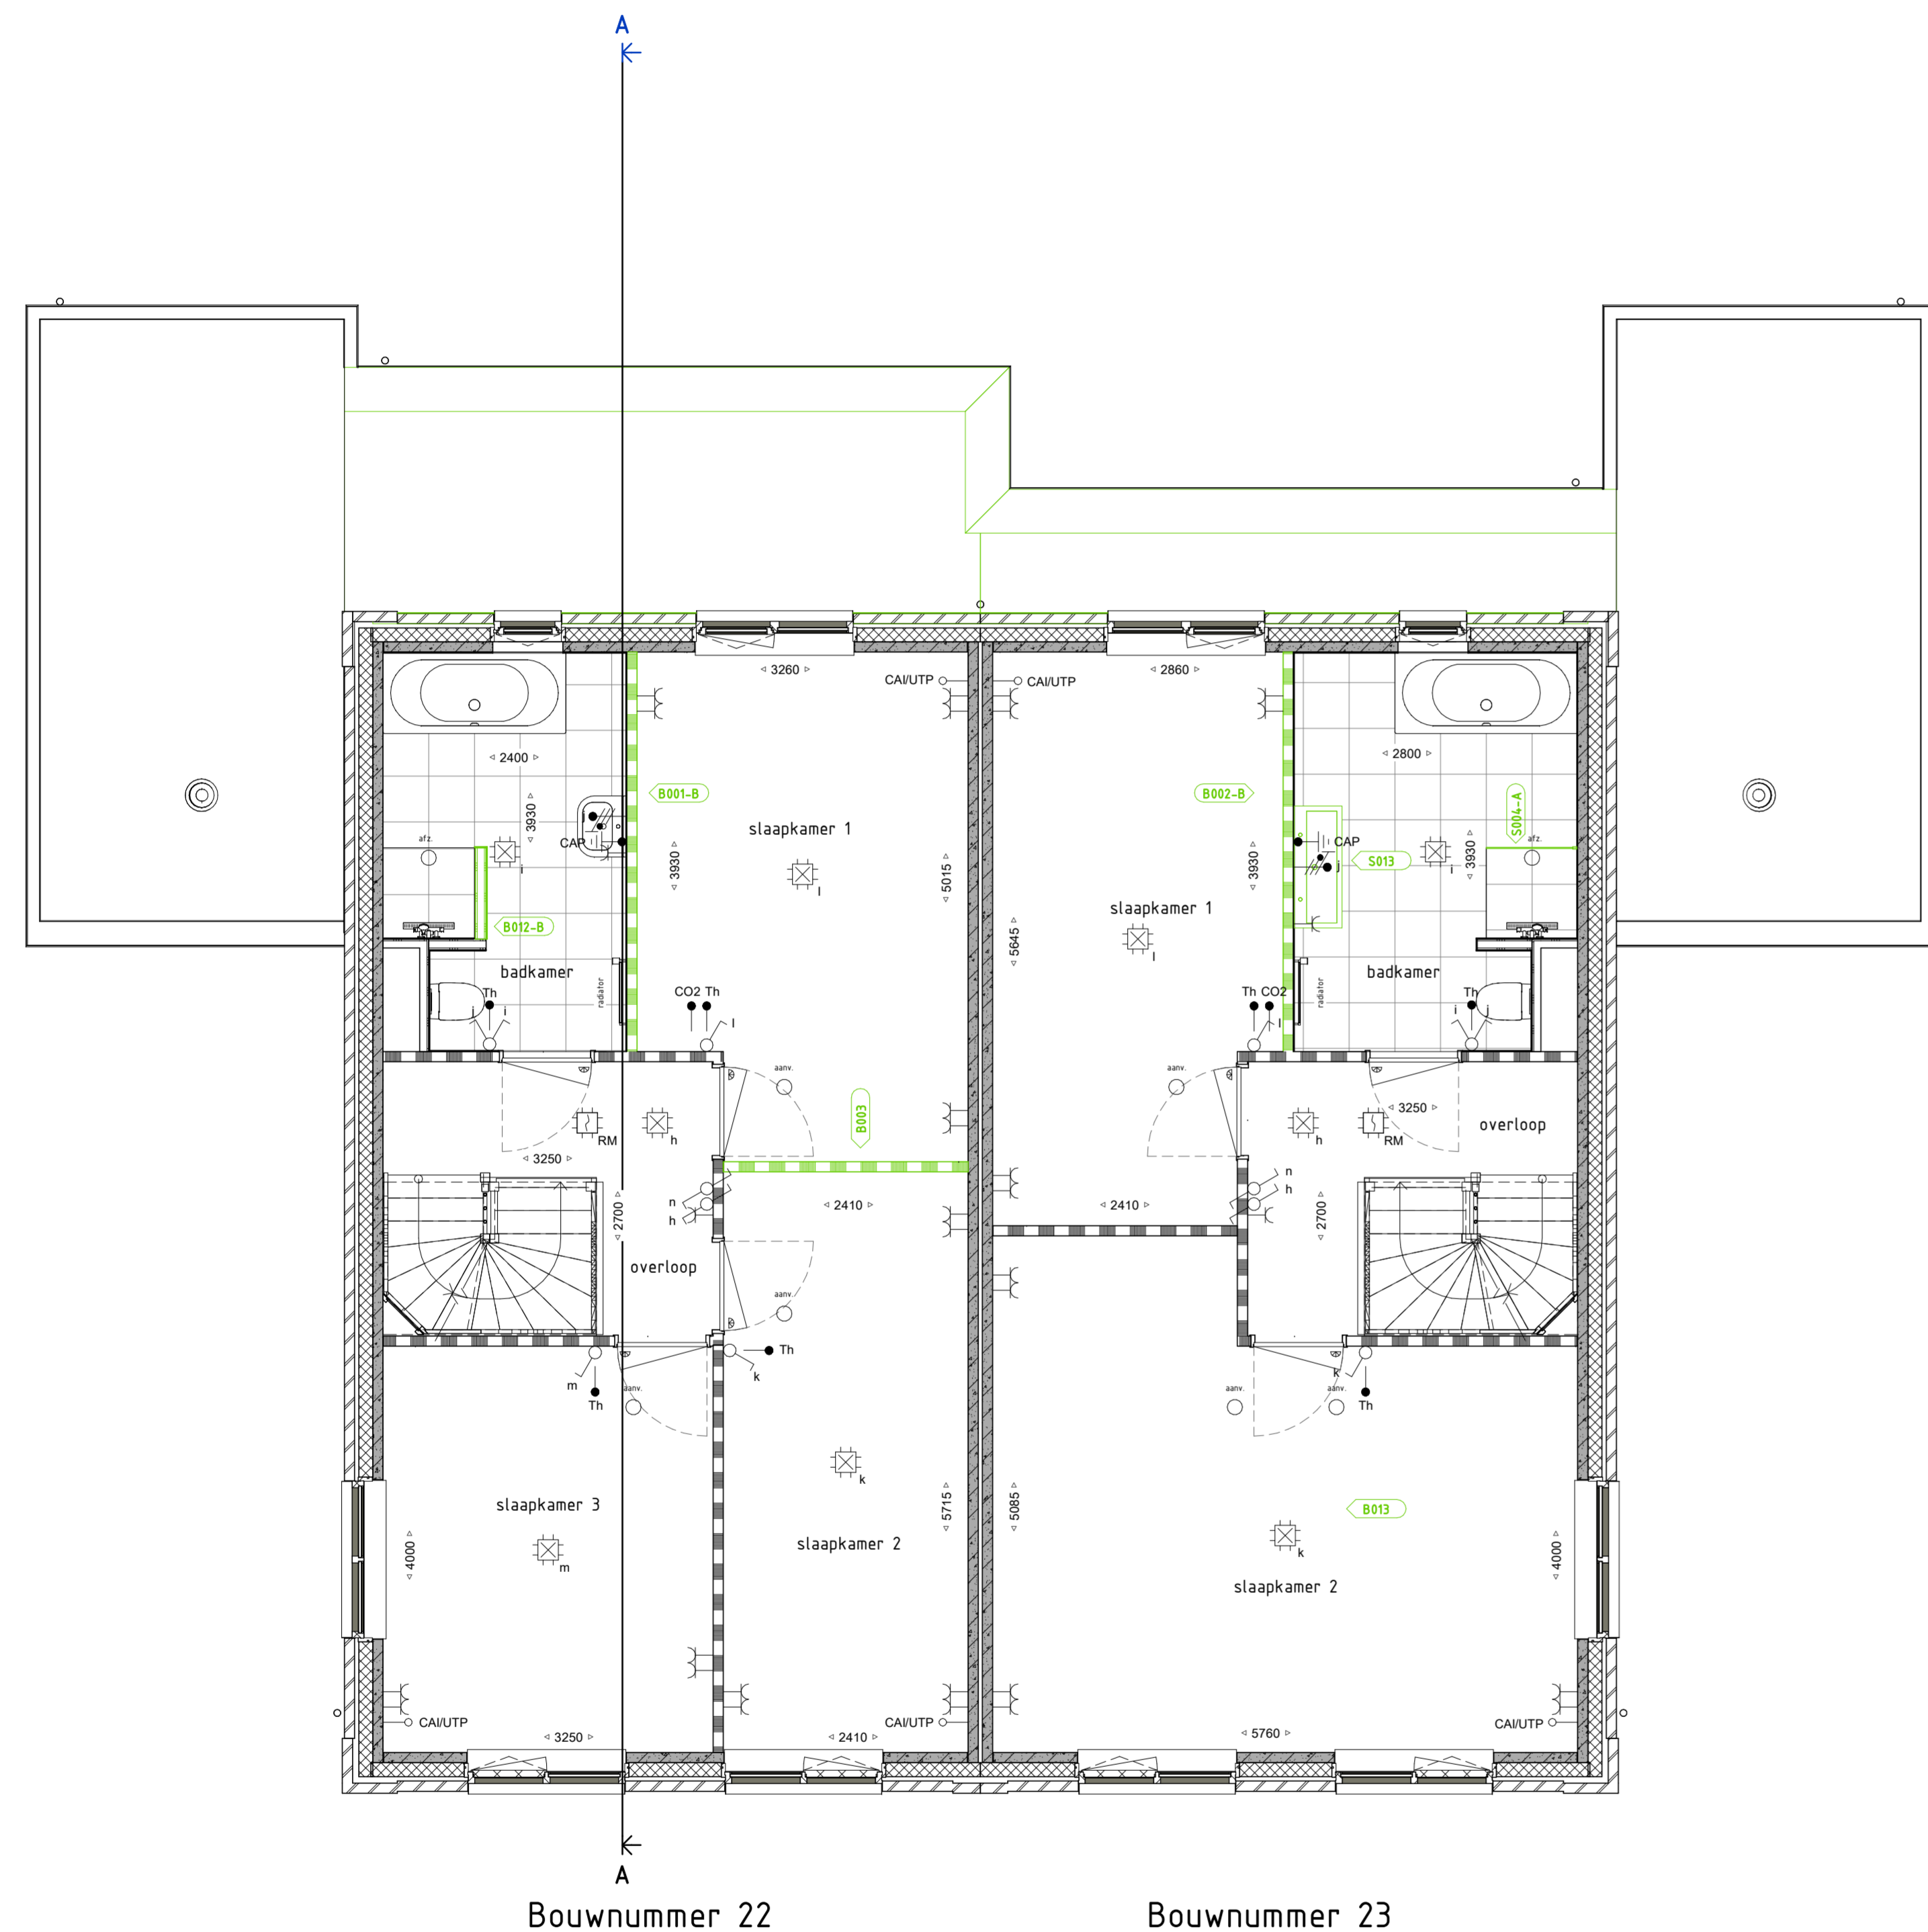 A
3260
CAI/UTP
CAI/UTP
2860
2400
2800
B001-B
B002-B
S004-A
3930
slaapkamer 1
afz.
CAP
i
l
3930
5015
3930
CAP
j
S013
i
3930
afz.
slaapkamer 1
l
5645
B012-B
badkamer
radiator
Th
j
i
CO2 Th
l
Th CO2
l
radiator
badkamer
Th
i
j
aanv.
aanv.
B003
RM
h
3250
3250
h
RM
overloop
n
h
2700
2410
2410
n
h
2700
overloop
aanv.
Th
k
m
Th
aanv.
aanv.
aanv.
k
Th
k
slaapkamer 3
m
4000
slaapkamer 2
5715
5085
B013
k
slaapkamer 2
4000
CAI/UTP
3250
2410
CAI/UTP
5760
CAI/UTP
A
Bouwnummer 22
Bouwnummer 23